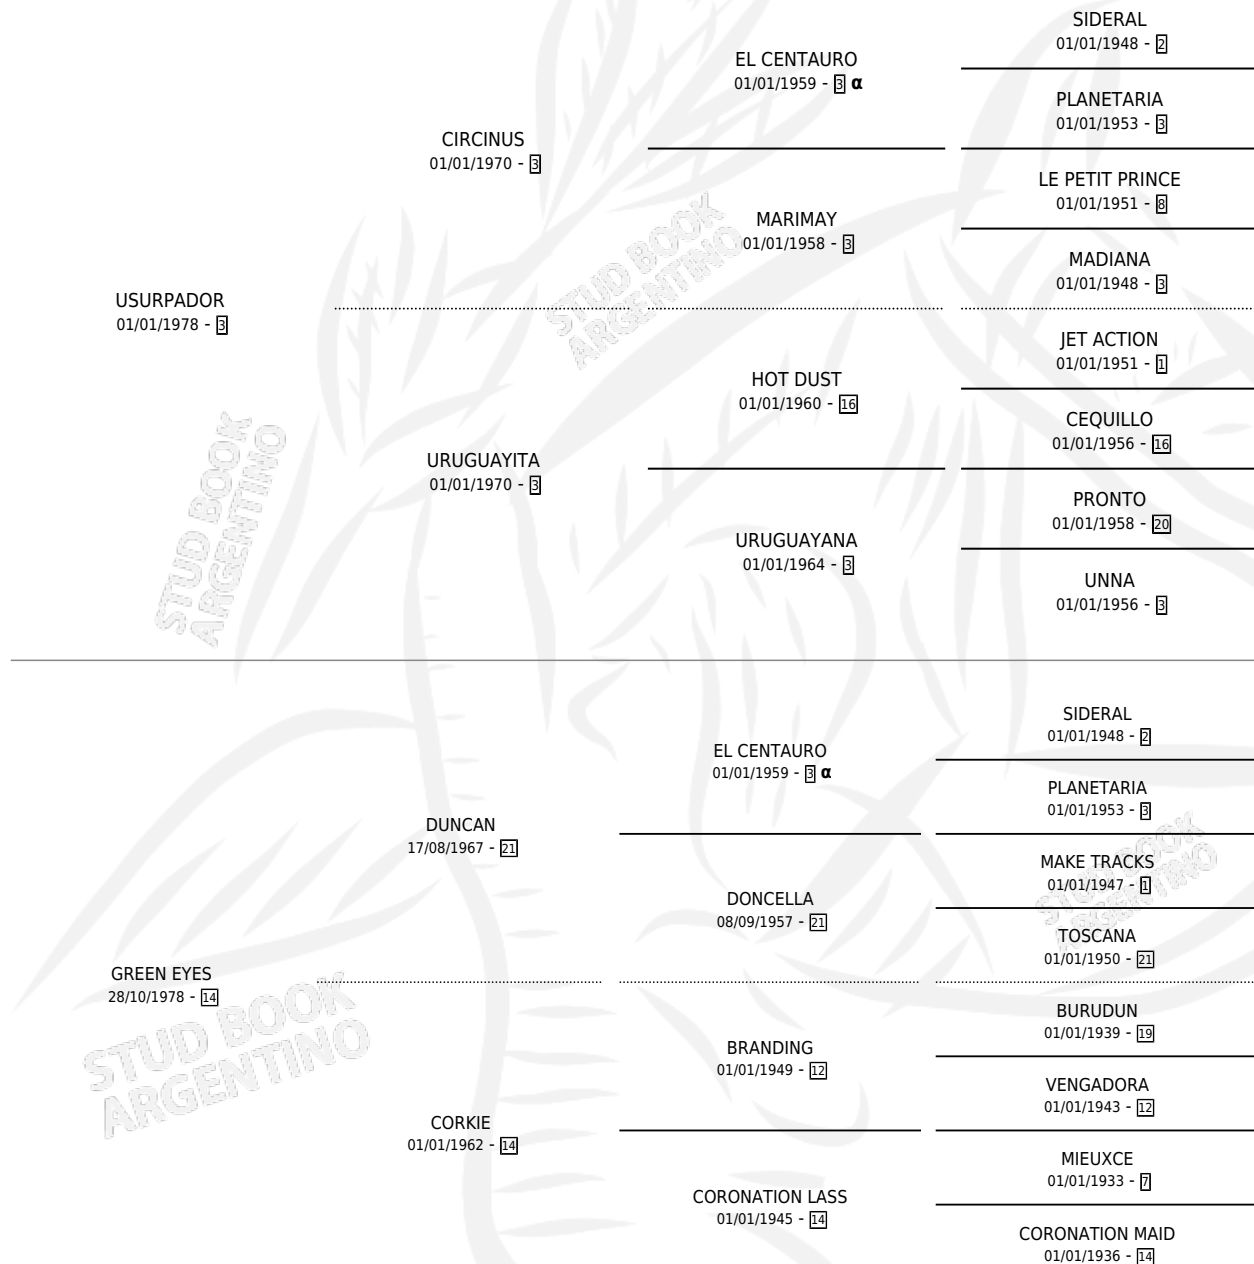 SIDERAL
01/01/1948 - 2
EL CENTAURO
01/01/1959 - 3 α
PLANETARIA
01/01/1953 - 3
CIRCINUS
01/01/1970 - 3
LE PETIT PRINCE
01/01/1951 - 8
MARIMAY
01/01/1958 - 3
MADIANA
01/01/1948 - 3
USURPADOR
01/01/1978 - 3
JET ACTION
01/01/1951 - 1
HOT DUST
01/01/1960 - 16
CEQUILLO
01/01/1956 - 16
URUGUAYITA
01/01/1970 - 3
PRONTO
01/01/1958 - 20
URUGUAYANA
01/01/1964 - 3
UNNA
01/01/1956 - 3
STUD BOOK
ARGENTINO
STUD BOOK
ARGENTINO
SIDERAL
01/01/1948 - 2
EL CENTAURO
01/01/1959 - 3 α
PLANETARIA
01/01/1953 - 3
DUNCAN
17/08/1967 - 21
MAKE TRACKS
01/01/1947 - 1
DONCELLA
08/09/1957 - 21
TOSCANA
01/01/1950 - 21
GREEN EYES
28/10/1978 - 14
BURUDUN
01/01/1939 - 19
BRANDING
01/01/1949 - 12
VENGADORA
01/01/1943 - 12
CORKIE
01/01/1962 - 14
MIEUXCE
01/01/1933 - 7
CORONATION LASS
01/01/1945 - 14
CORONATION MAID
01/01/1936 - 14
STUD BOOK
ARGENTINO
STUD BOOK
ARGENTINO